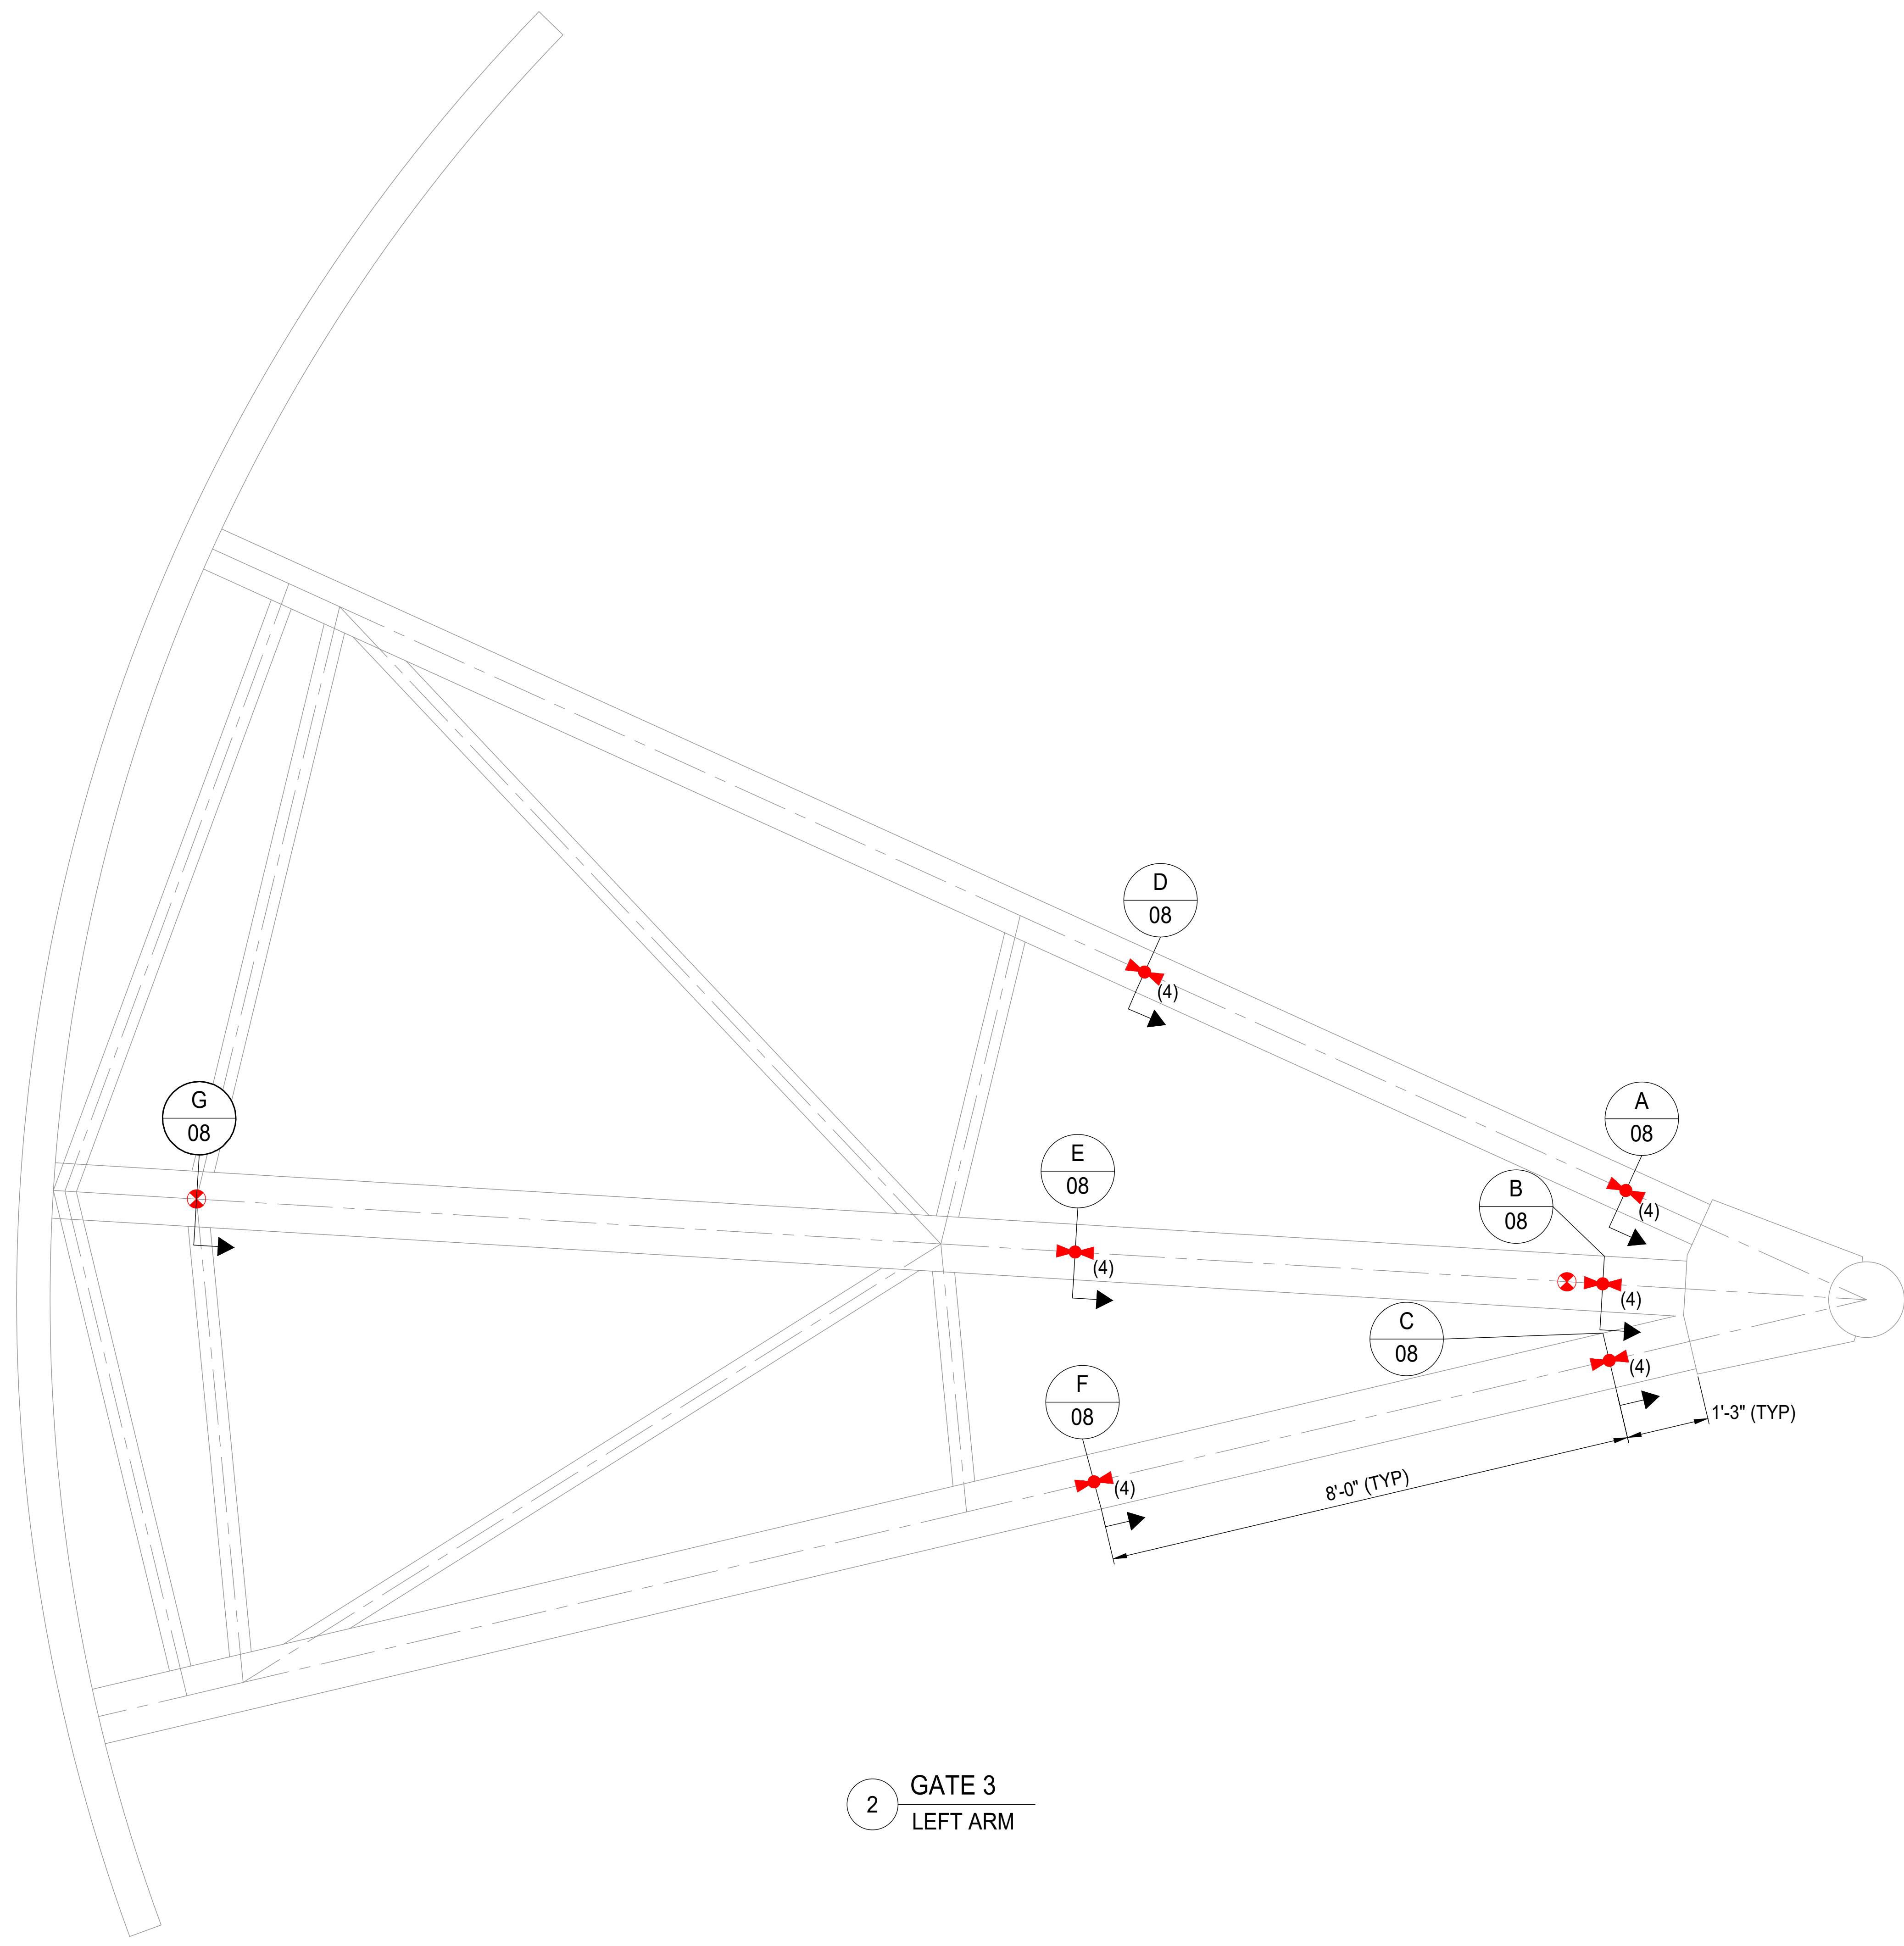 D
08
(4)
A
08
(4)
G
08
E
08
(4)
B
08
(4)
C
08
(4)
F
08
(4)
1'-3" (TYP)
8'-0" (TYP)
2
GATE 3
LEFT ARM